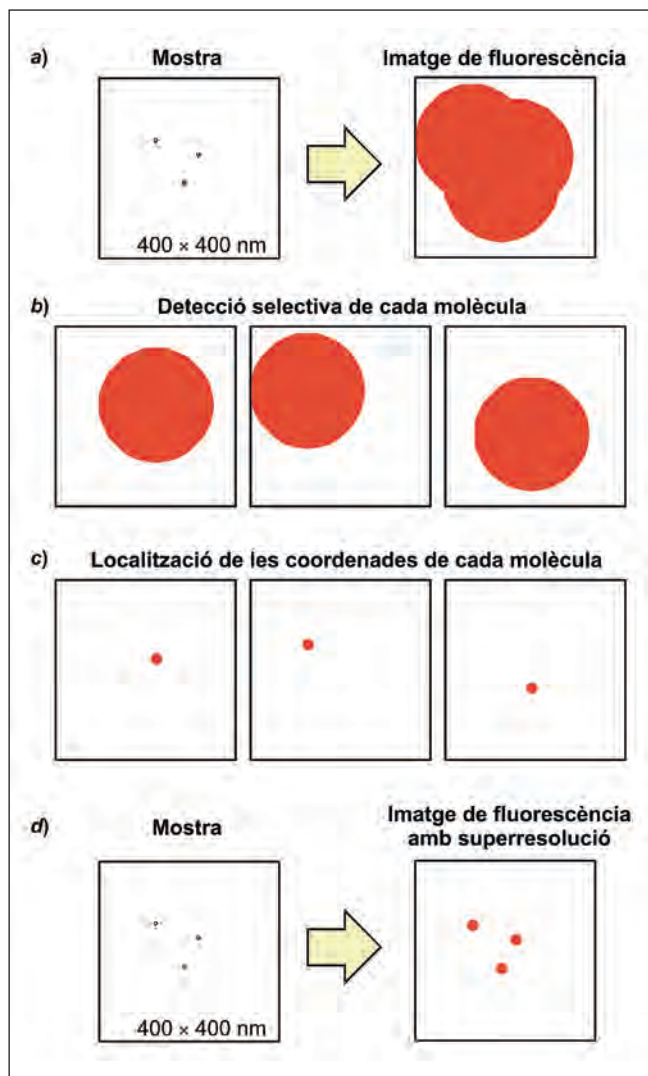 a)
Mostra
Imatge de fluorescència
400 × 400 nm
b)
Detecció selectiva de cada molècula
c)
Localització de les coordenades de cada molècula
d)
Mostra
Imatge de fluorescència
amb superresolució
400 × 400 nm